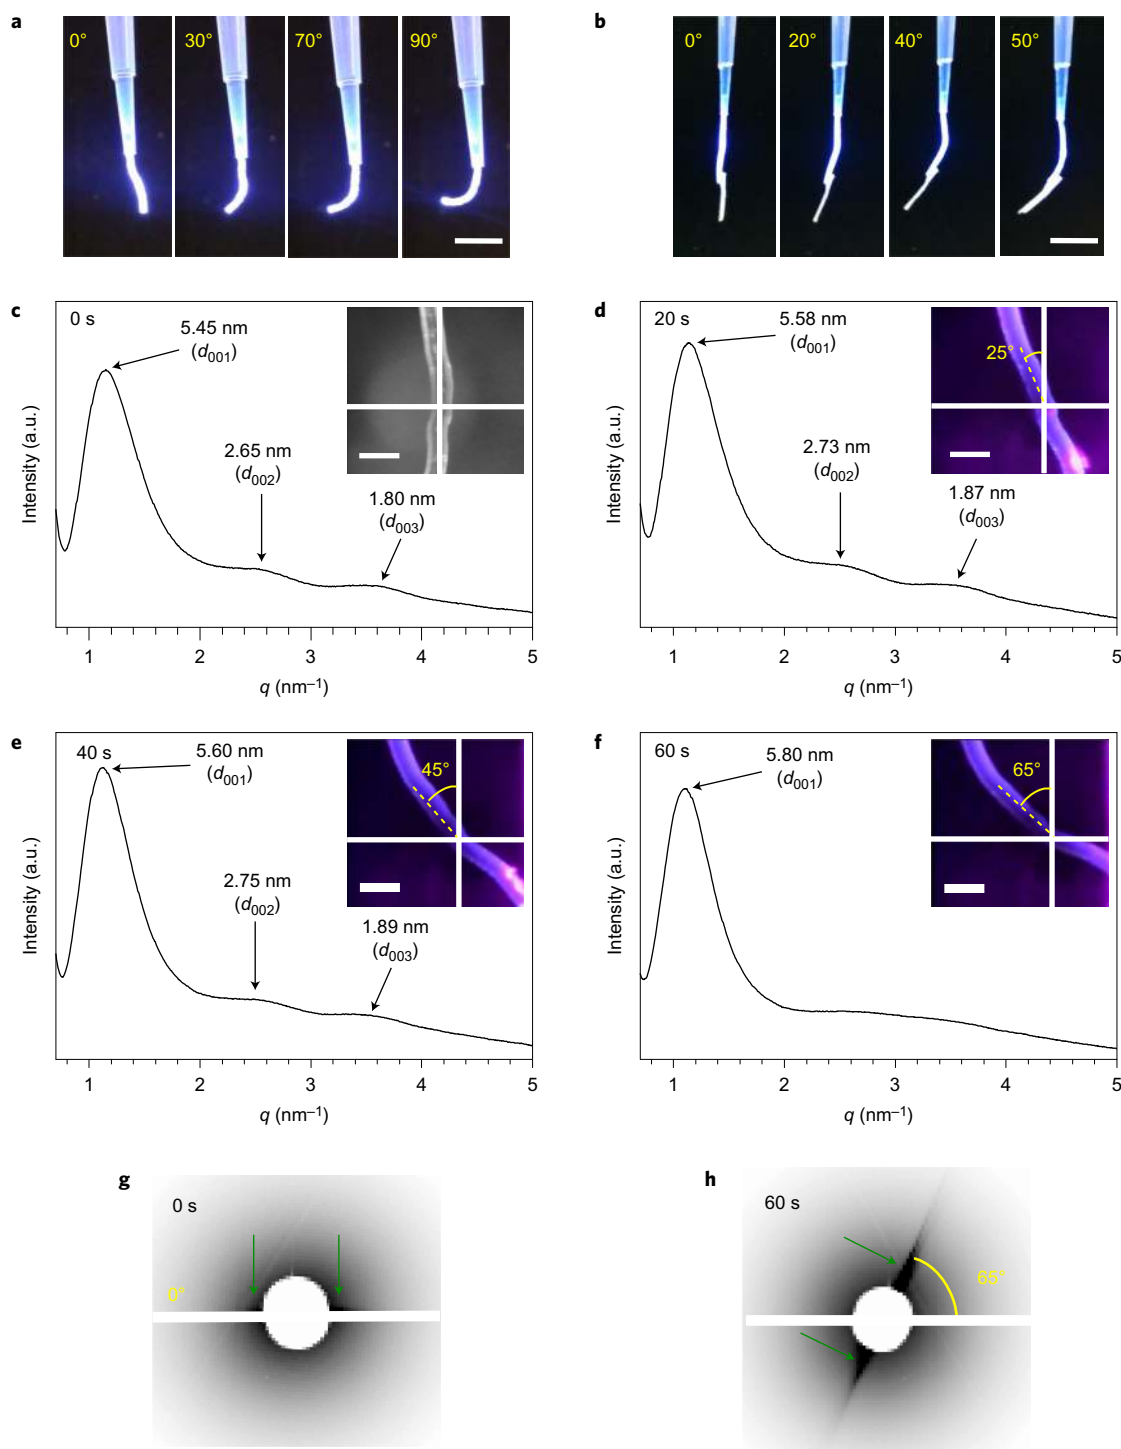 a
0°
30°
70°
90°
b
0°
20°
40°
50°
c
0 s
5.45 nm
(d001)
2.65 nm
(d002)
1.80 nm
(d003)
Intensity (a.u.)
1 2 3 4 5
q (nm–1)
d
20 s
5.58 nm
(d001)
25°
2.73 nm
(d002)
1.87 nm
(d003)
Intensity (a.u.)
1 2 3 4 5
q (nm–1)
e
40 s
5.60 nm
(d001)
45°
2.75 nm
(d002)
1.89 nm
(d003)
Intensity (a.u.)
1 2 3 4 5
q (nm–1)
f
60 s
5.80 nm
(d001)
65°
Intensity (a.u.)
1 2 3 4 5
q (nm–1)
g
0 s
0°
h
60 s
65°